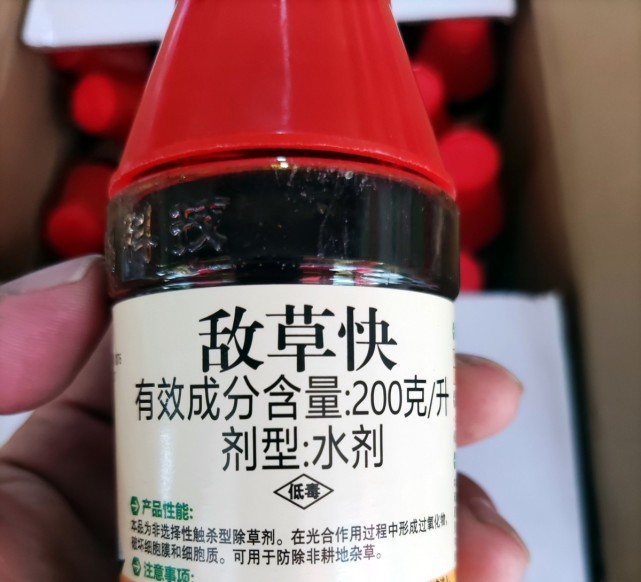 敌草快
有效成分含量:200克/升
剂型:水剂
低毒
产品性能:
本品为非选择性触杀型除草剂。在光合作用过程中形成过氧化物,
破坏细胞膜和细胞质。可用于防除非耕地杂草。
注意事项: